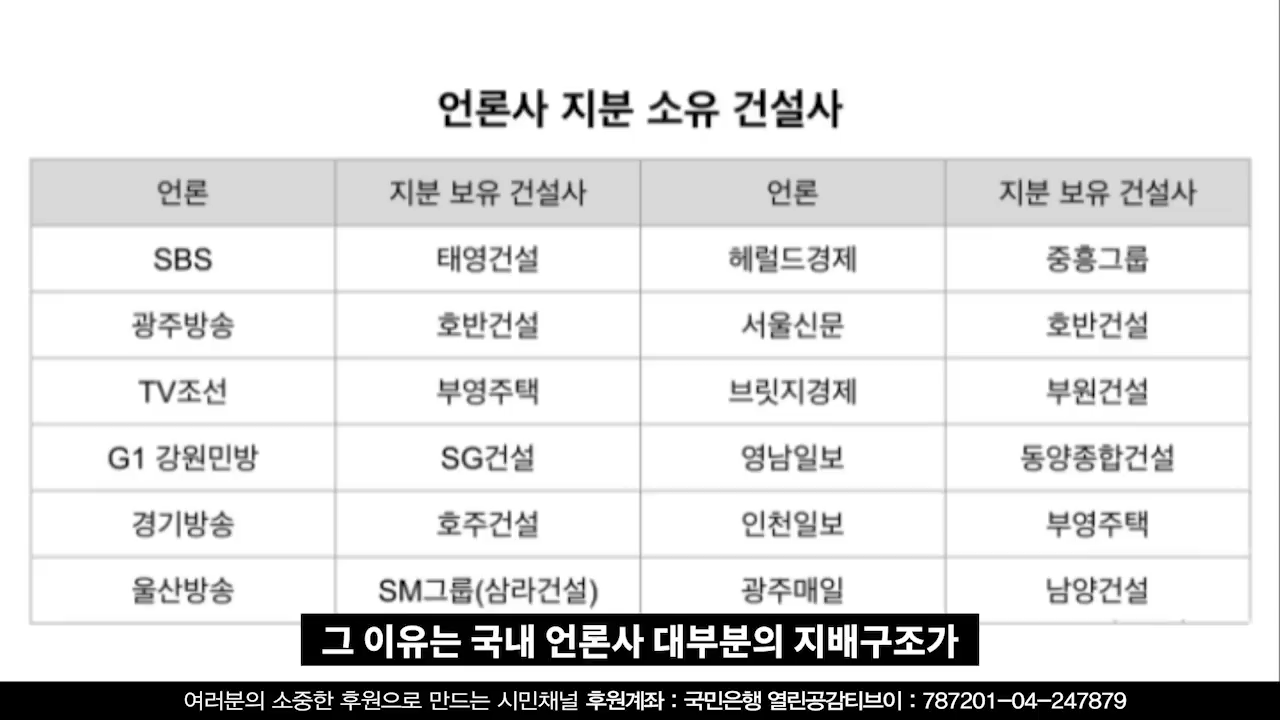 언론사 지분 소유 건설사
언론 지분 보유 건설사 언론 지분 보유 건설사
SBS 태영건설 헤럴드경제 중흥그룹
광주방송 호반건설 서울신문 호반건설
TV조선 부영주택 브릿지경제 부원건설
G1 강원민방 SG건설 영남일보 동양종합건설
경기방송 호주건설 인천일보 부영주택
울산방송 SM그룹(삼라건설) 광주매일 남양건설
그 이유는 국내 언론사 대부분의 지배구조가
여러분의 소중한 후원으로 만드는 시민채널 후원계좌 : 국민은행 열린공감티브이 : 787201-04-247879